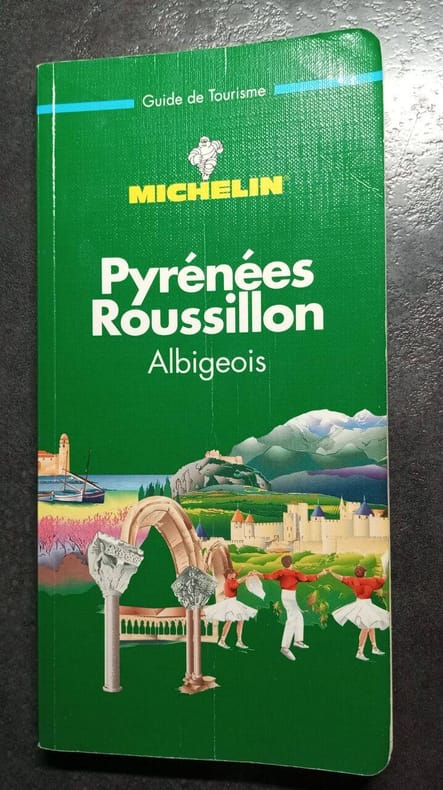 Guide de Tourisme
MICHELIN
Pyrénées
Roussillon
Albigeois